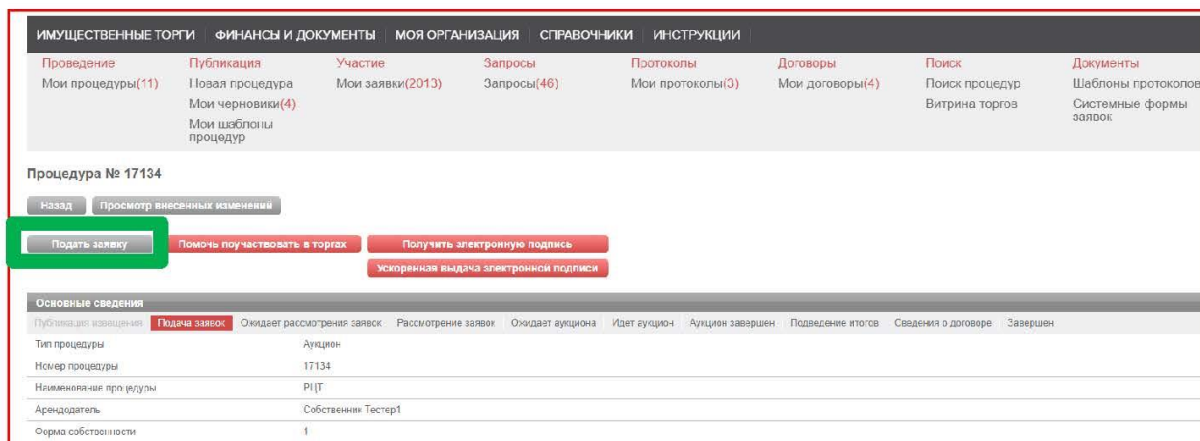 ИМУЩЕСТВЕННЫЕ ТОРГИ ФИНАНСЫ И ДОКУМЕНТЫ МОЯ ОРГАНИЗАЦИЯ СПРАВОЧНИКИ ИНСТРУКЦИИ
Проведение Публикация Участие Запросы Протоколы Договоры Поиск Документы
Мои процедуры(11) Новая процедура Мои заявки(2013) Запросы(46) Мои протоколы(3) Мои договоры(4) Поиск процедур Шаблоны протоколов
Мои черновики(4) Витрина торгов Системные формы
Мои шаблоны заявок
процедур
Процедура № 17134
Назад Просмотр внесенных изменений
Подать заявку Помочь поучаствовать в торгах Получить электронную подпись
Ускоренная выдача электронной подписи
Основные сведения
Публикация извещения Подача заявок Ожидает рассмотрения заявок Рассмотрение заявок Ожидает аукциона Идет аукцион Аукцион завершен Подведение итогов Сведения о договоре Завершен
Тип процедуры Аукцион
Номер процедуры 17134
Наименование процедуры РЦТ
Арендодатель Собственник Тестер1
Форма собственности 1